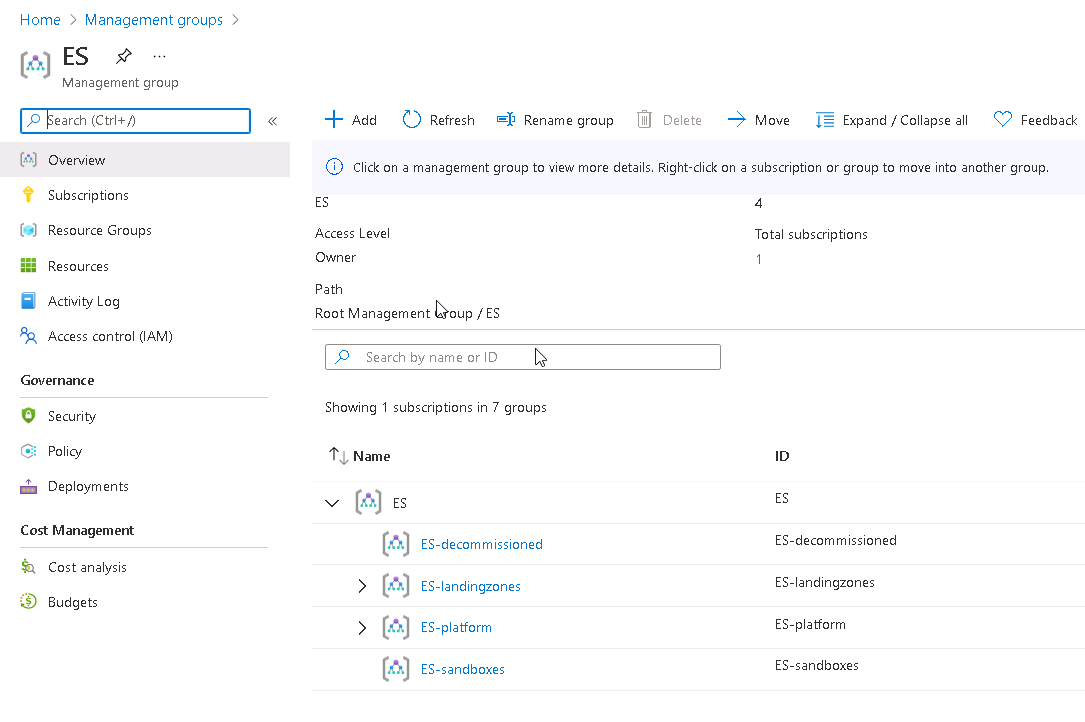 Home > Management groups >
ES ...
Management group
Search (Ctrl+/) «
Overview
Subscriptions
Resource Groups
Resources
Activity Log
Access control (IAM)
Governance
Security
Policy
Deployments
Cost Management
Cost analysis
Budgets
Add Refresh Rename group Delete Move Expand / Collapse all Feedback
Click on a management group to view more details. Right-click on a subscription or group to move into another group.
ES 4
Access Level Total subscriptions
Owner 1
Path
Root Management Group / ES
Search by name or ID
Showing 1 subscriptions in 7 groups
Name ID
ES ES
ES-decommissioned ES-decommissioned
ES-landingzones ES-landingzones
ES-platform ES-platform
ES-sandboxes ES-sandboxes